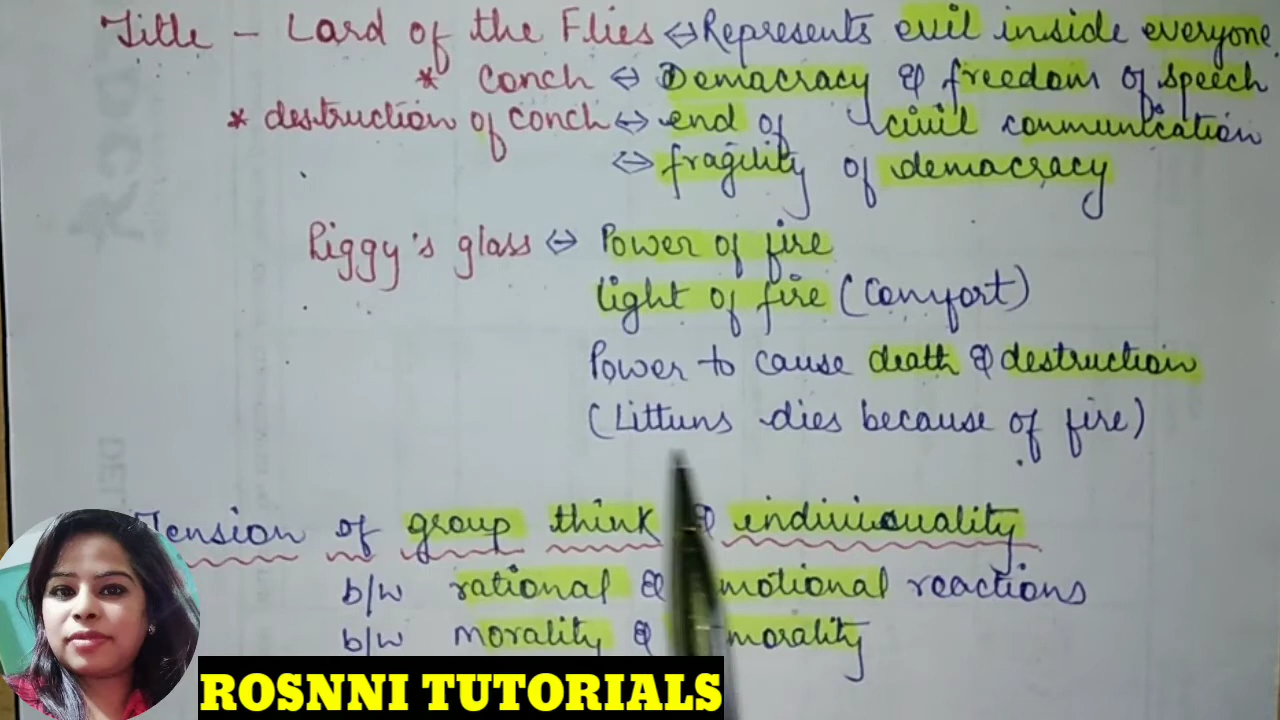 Title - Lord of the Flies ⇔ Represents evil inside everyone
* Conch ⇔ Democracy & freedom of speech
* destruction of conch ⇔ end of civil communication
⇔ fragility of democracy
Piggy's glass ⇔ Power of fire
light of fire (Comfort)
Power to cause death & destruction
(Littuns dies because of fire)
Tension of group think & individuality
b/w rational & emotional reactions
b/w morality & morality
ROSNNI TUTORIALS